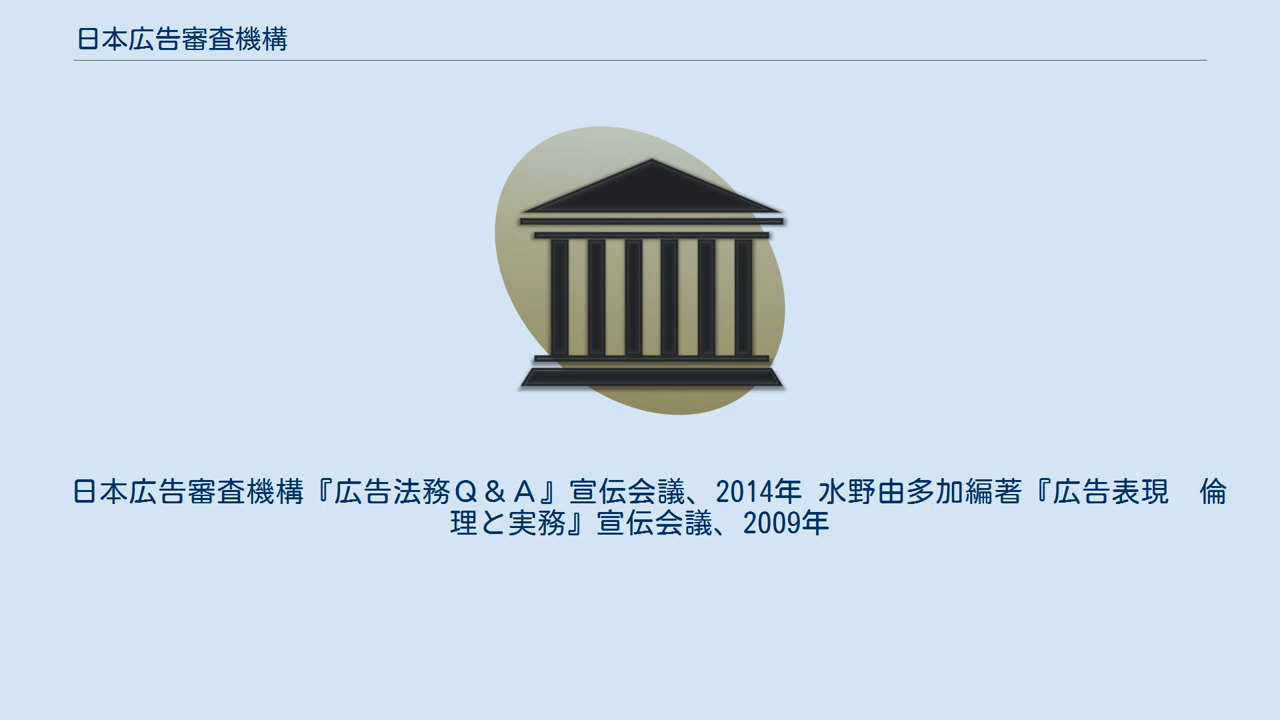 日本広告審査機構
日本広告審査機構『広告法務Ｑ＆Ａ』宣伝会議、2014年 水野由多加編著『広告表現　倫
理と実務』宣伝会議、2009年